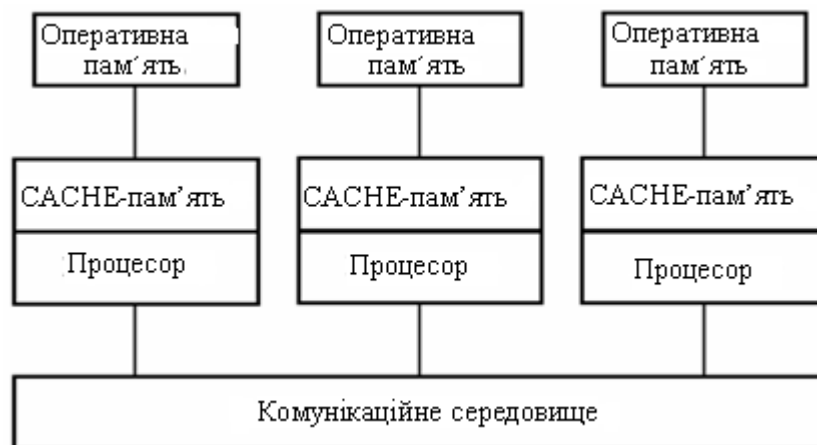 Оперативна
пам´ять
Оперативна
пам´ять
Оперативна
пам´ять
CACHE-пам’ять
CACHE-пам’ять
CACHE-пам’ять
Процесор
Процесор
Процесор
Комунікаційне середовище